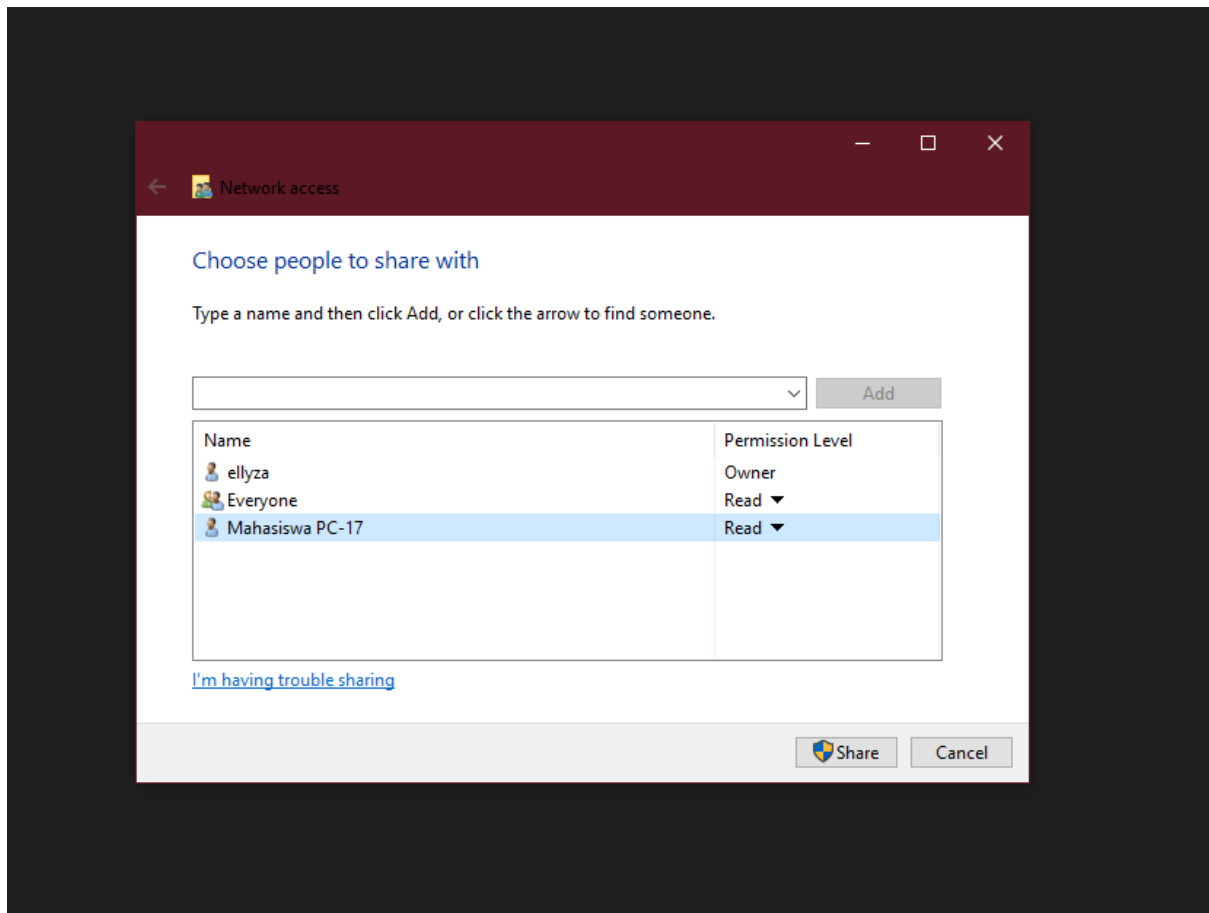 Network access
Choose people to share with
Type a name and then click Add, or click the arrow to find someone.
Add
Name Permission Level
ellyza Owner
Everyone Read
Mahasiswa PC-17 Read
I'm having trouble sharing
Share Cancel